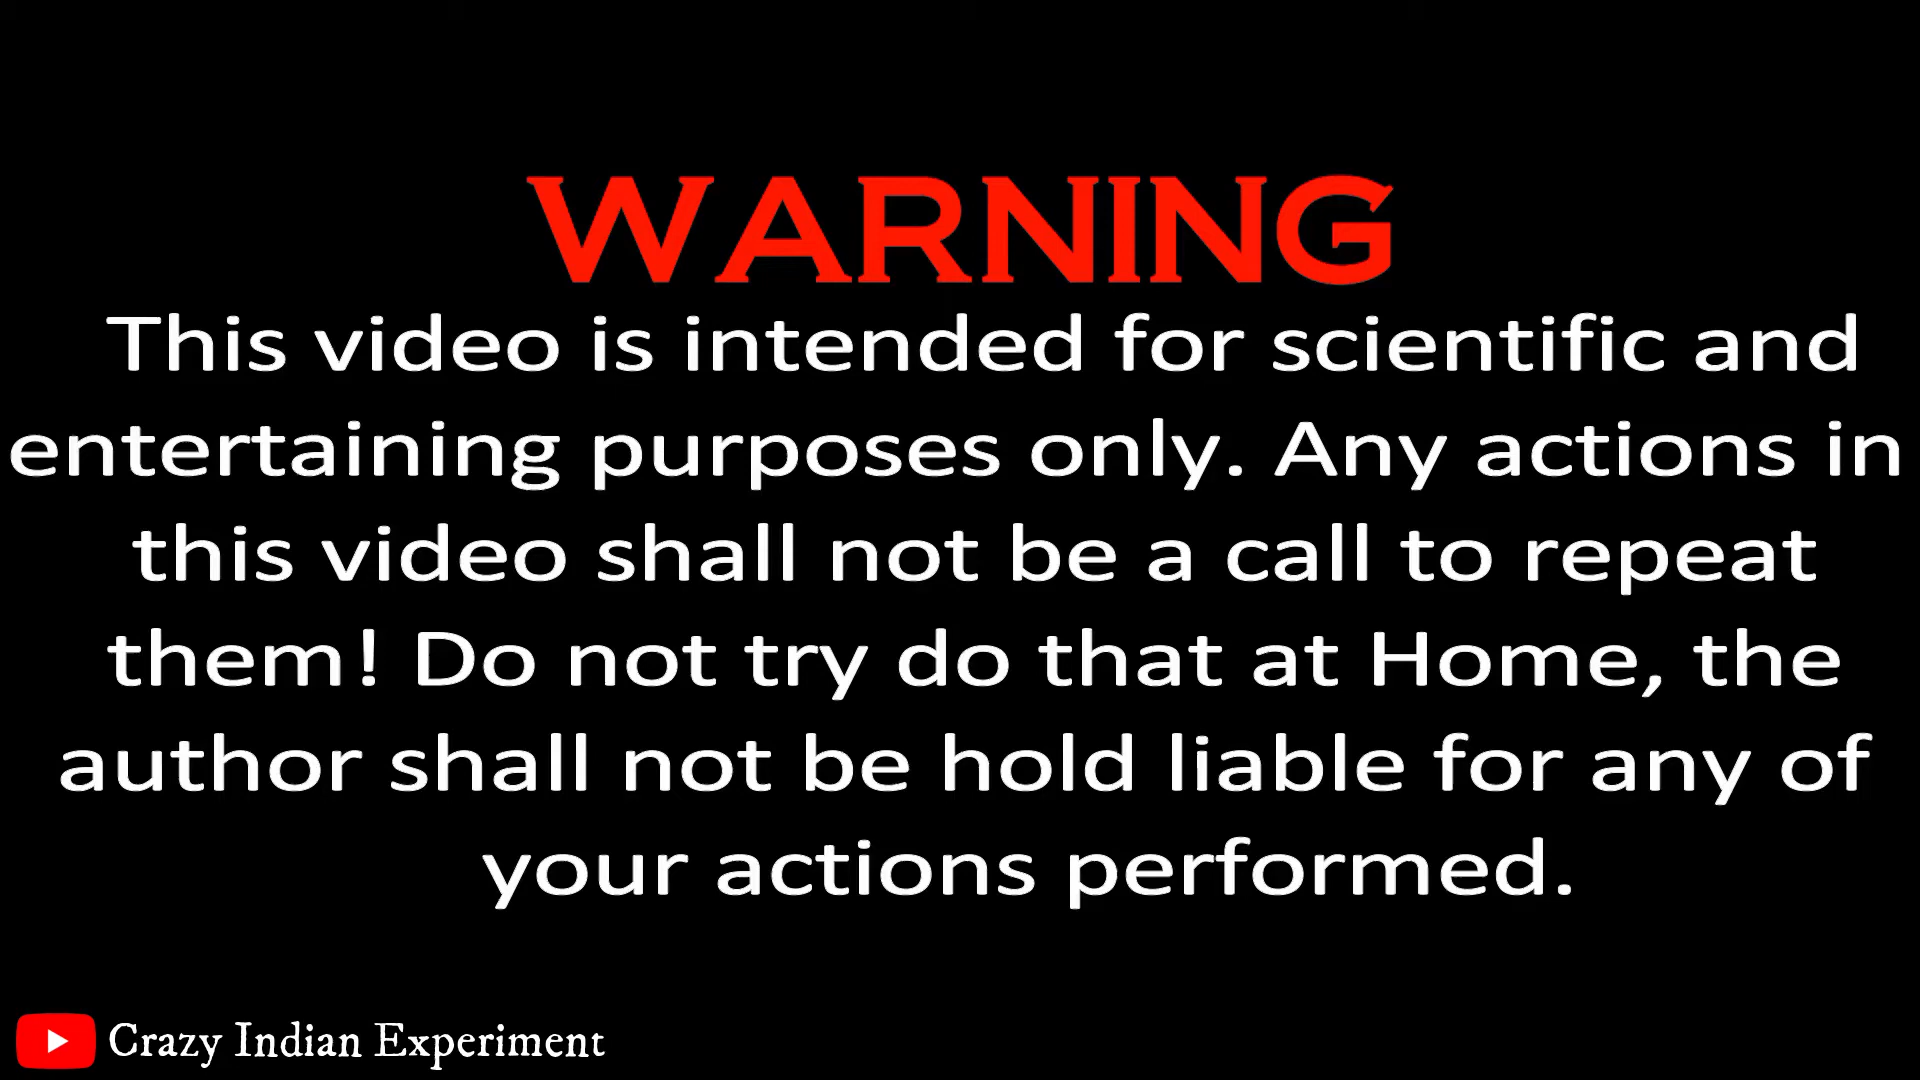 WARNING
This video is intended for scientific and
entertaining purposes only. Any actions in
this video shall not be a call to repeat
them! Do not try do that at Home, the
author shall not be hold liable for any of
your actions performed.
Crazy Indian Experiment